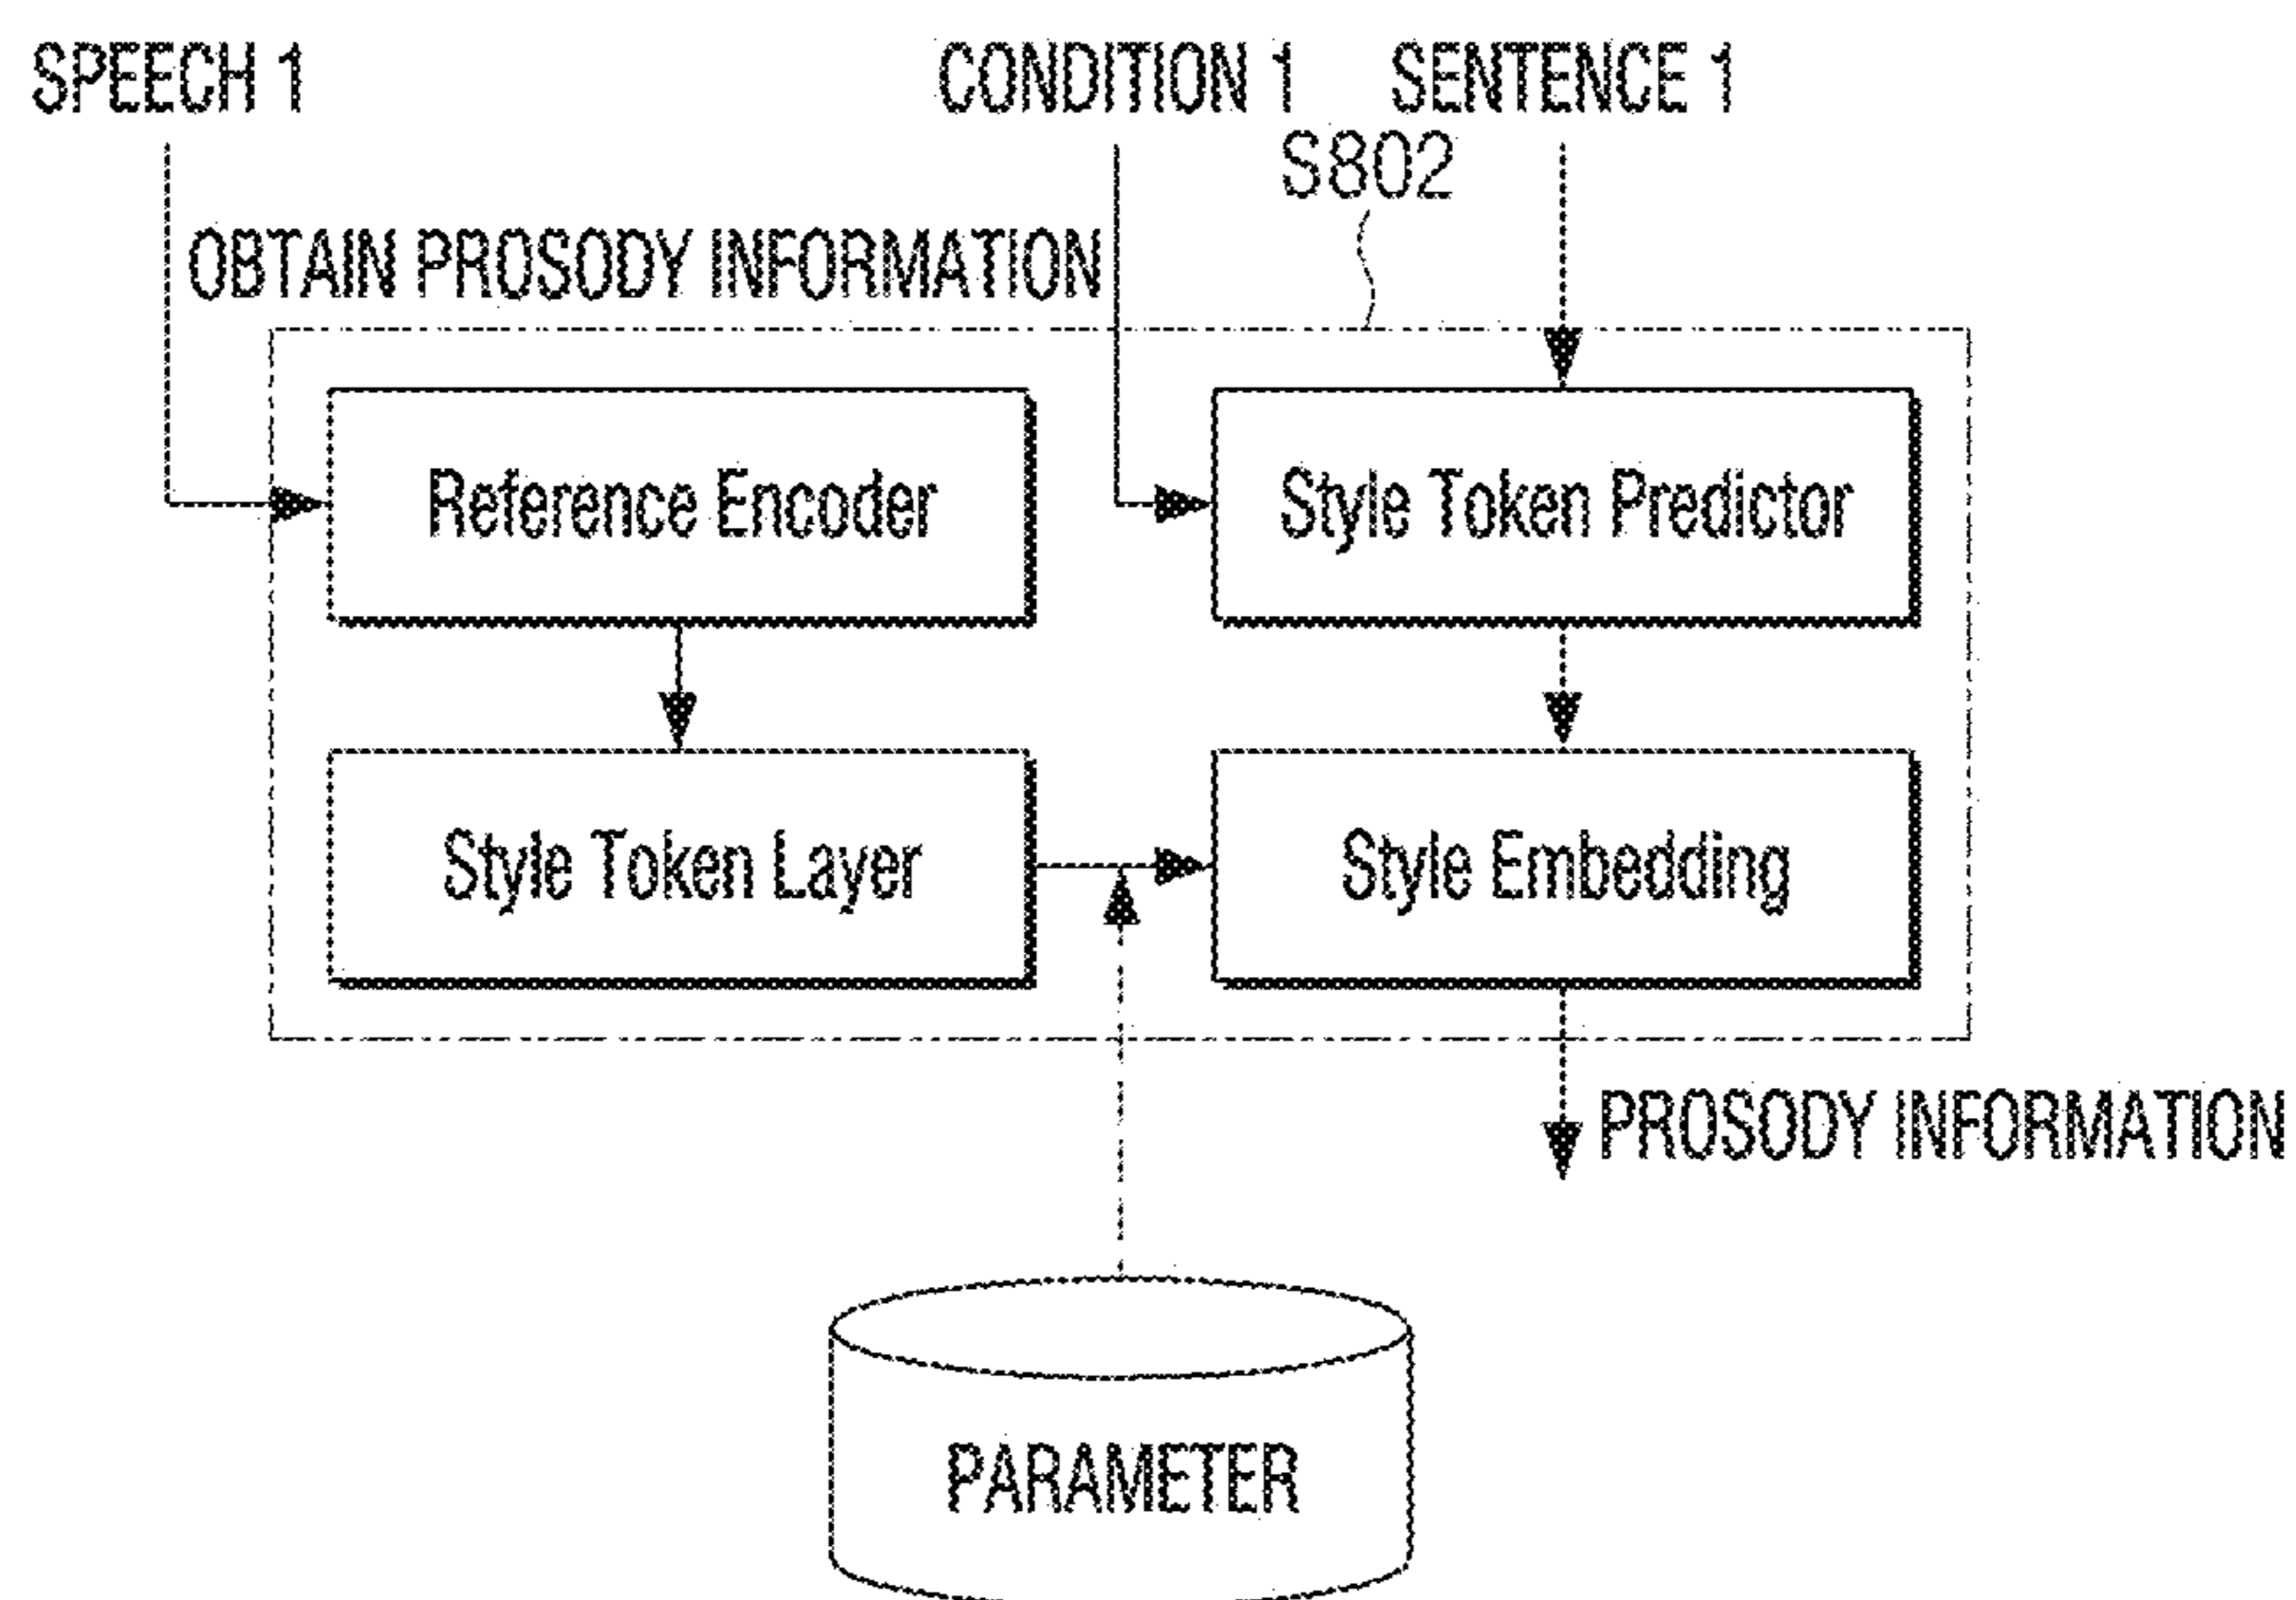 SPEECH 1
CONDITION 1
SENTENCE 1
S802
OBTAIN PROSODY INFORMATION
Reference Encoder
Style Token Predictor
Style Token Layer
Style Embedding
PROSODY INFORMATION
PARAMETER